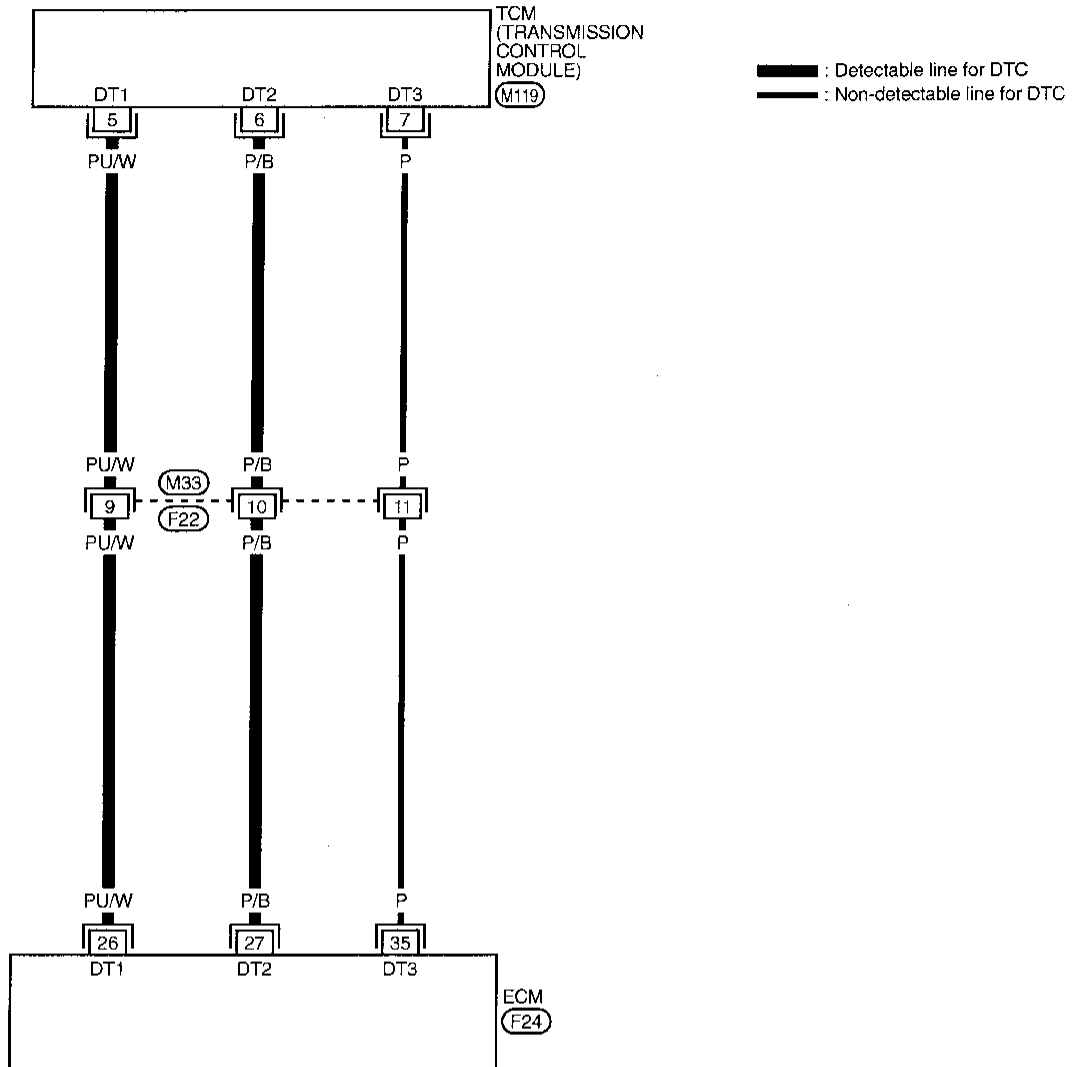 TCM
(TRANSMISSION
CONTROL
MODULE)
M119
: Detectable line for DTC
: Non-detectable line for DTC
DT1 DT2 DT3
5 6 7
PU/W P/B P
PU/W P/B P
M33
9 10 11
F22
PU/W P/B P
PU/W P/B P
26 27 35
DT1 DT2 DT3
ECM
F24